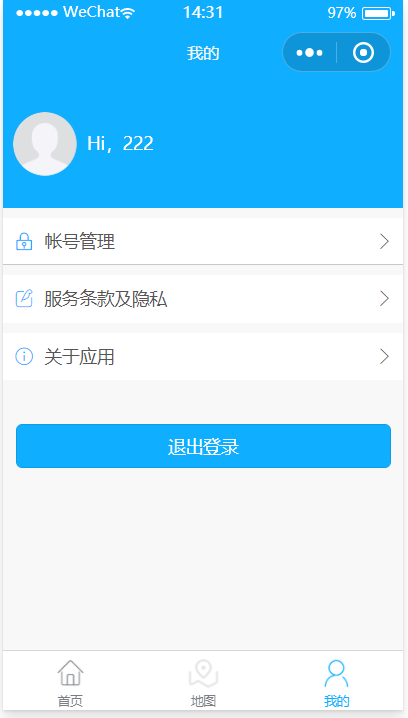 WeChat 14:31 97%
我的
Hi，222
帐号管理
服务条款及隐私
关于应用
退出登录
首页 地图 我的